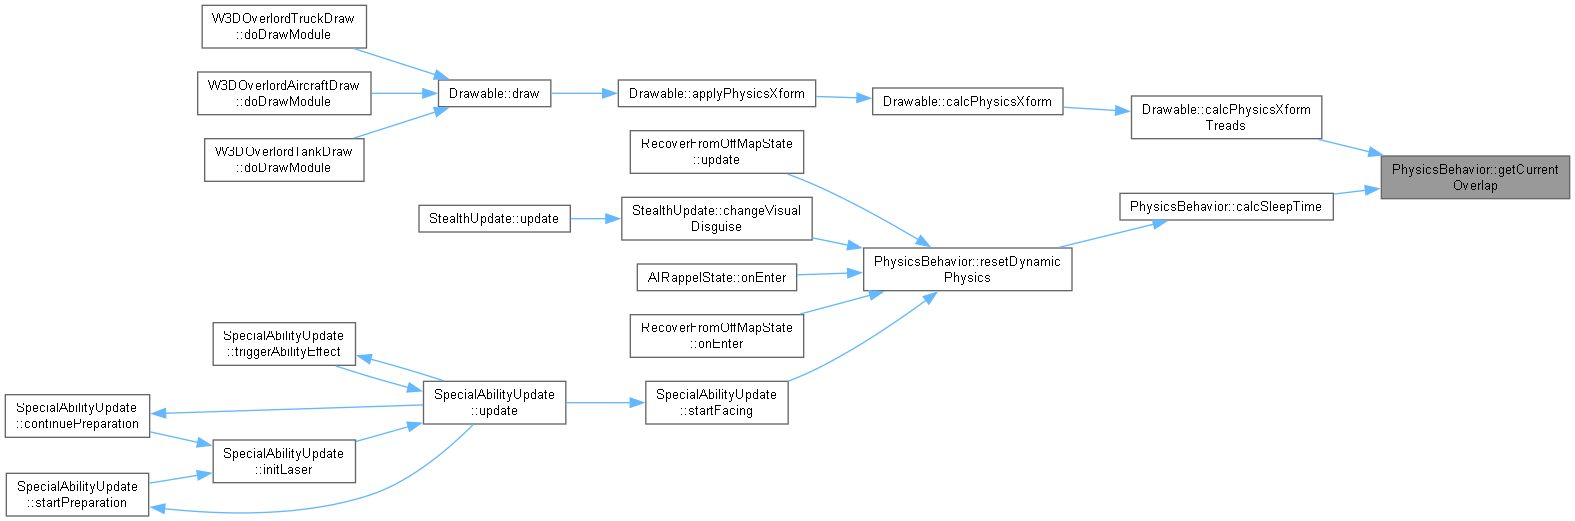 W3DOverlordTruckDraw
::doDrawModule
W3DOverlordAircraftDraw
::doDrawModule
Drawable::draw
Drawable::applyPhysicsXform
Drawable::calcPhysicsXform
Drawable::calcPhysicsXform
Treads
W3DOverlordTankDraw
::doDrawModule
RecoverFromOffMapState
::update
PhysicsBehavior::getCurrent
Overlap
StealthUpdate::update
StealthUpdate::changeVisual
Disguise
PhysicsBehavior::calcSleepTime
AIRappelState::onEnter
PhysicsBehavior::resetDynamic
Physics
RecoverFromOffMapState
::onEnter
SpecialAbilityUpdate
::triggerAbilityEffect
SpecialAbilityUpdate
::continuePreparation
SpecialAbilityUpdate
::update
SpecialAbilityUpdate
::startFacing
SpecialAbilityUpdate
::initLaser
SpecialAbilityUpdate
::startPreparation